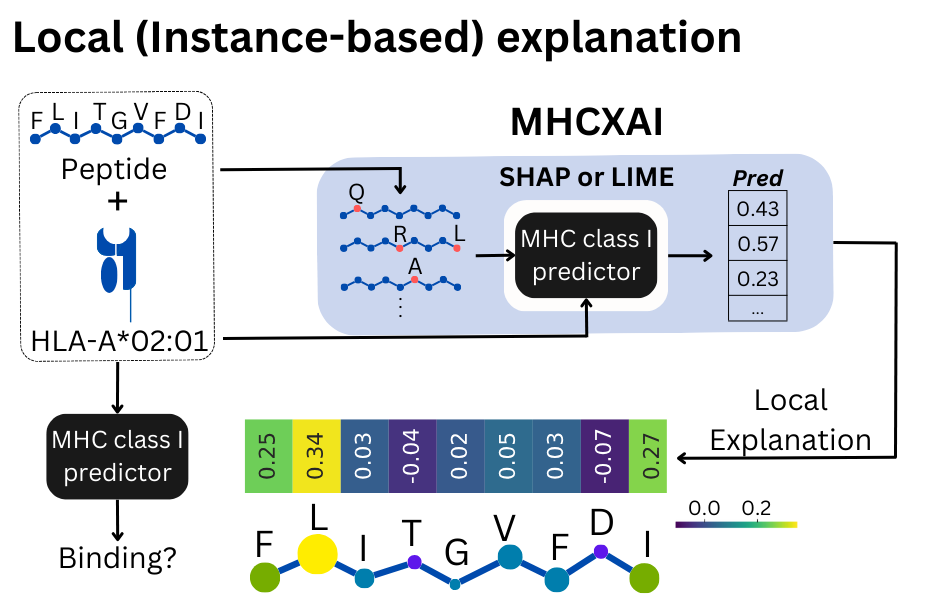 Local (Instance-based) explanation
F L I T G V F D I
Peptide
+
HLA-A*02:01
MHC class I
predictor
Binding?
MHCXAI
SHAP or LIME
Q
R L
A
...
MHC class I
predictor
Pred
0.43
0.57
0.23
...
Local
Explanation
0.25 0.34 0.03 -0.04 0.02 0.05 0.03 -0.07 0.27
0.0 0.2
F L I T G V F D I